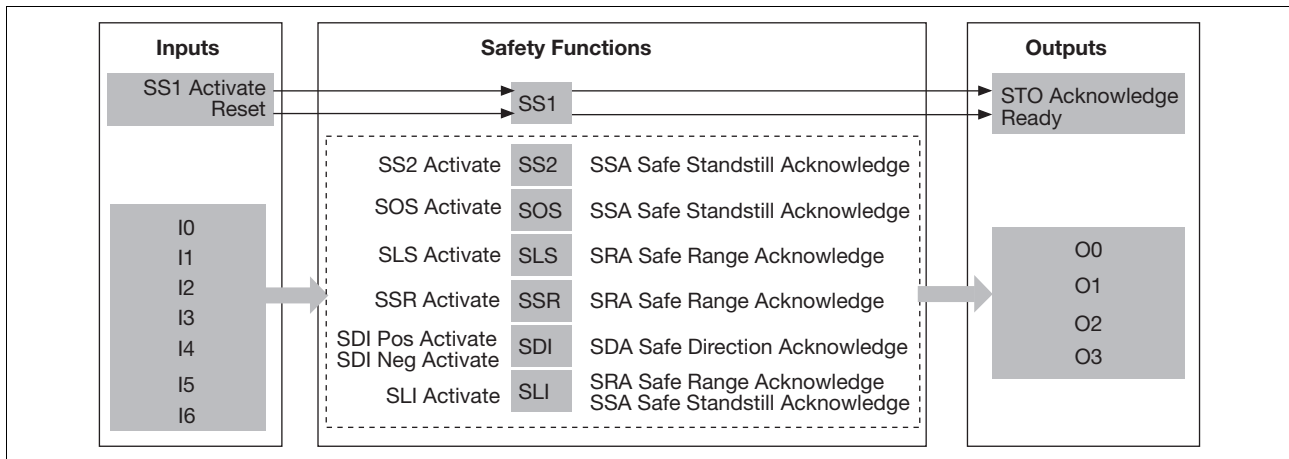 Inputs
Safety Functions
Outputs
SS1 Activate
Reset
SS1
STO Acknowledge
Ready
SS2 Activate
SS2
SSA Safe Standstill Acknowledge
SOS Activate
SOS
SSA Safe Standstill Acknowledge
SLS Activate
SLS
SRA Safe Range Acknowledge
SSR Activate
SSR
SRA Safe Range Acknowledge
SDI Pos Activate
SDI Neg Activate
SDI
SDA Safe Direction Acknowledge
SLI Activate
SLI
SRA Safe Range Acknowledge
SSA Safe Standstill Acknowledge
I0
I1
I2
I3
I4
I5
I6
O0
O1
O2
O3